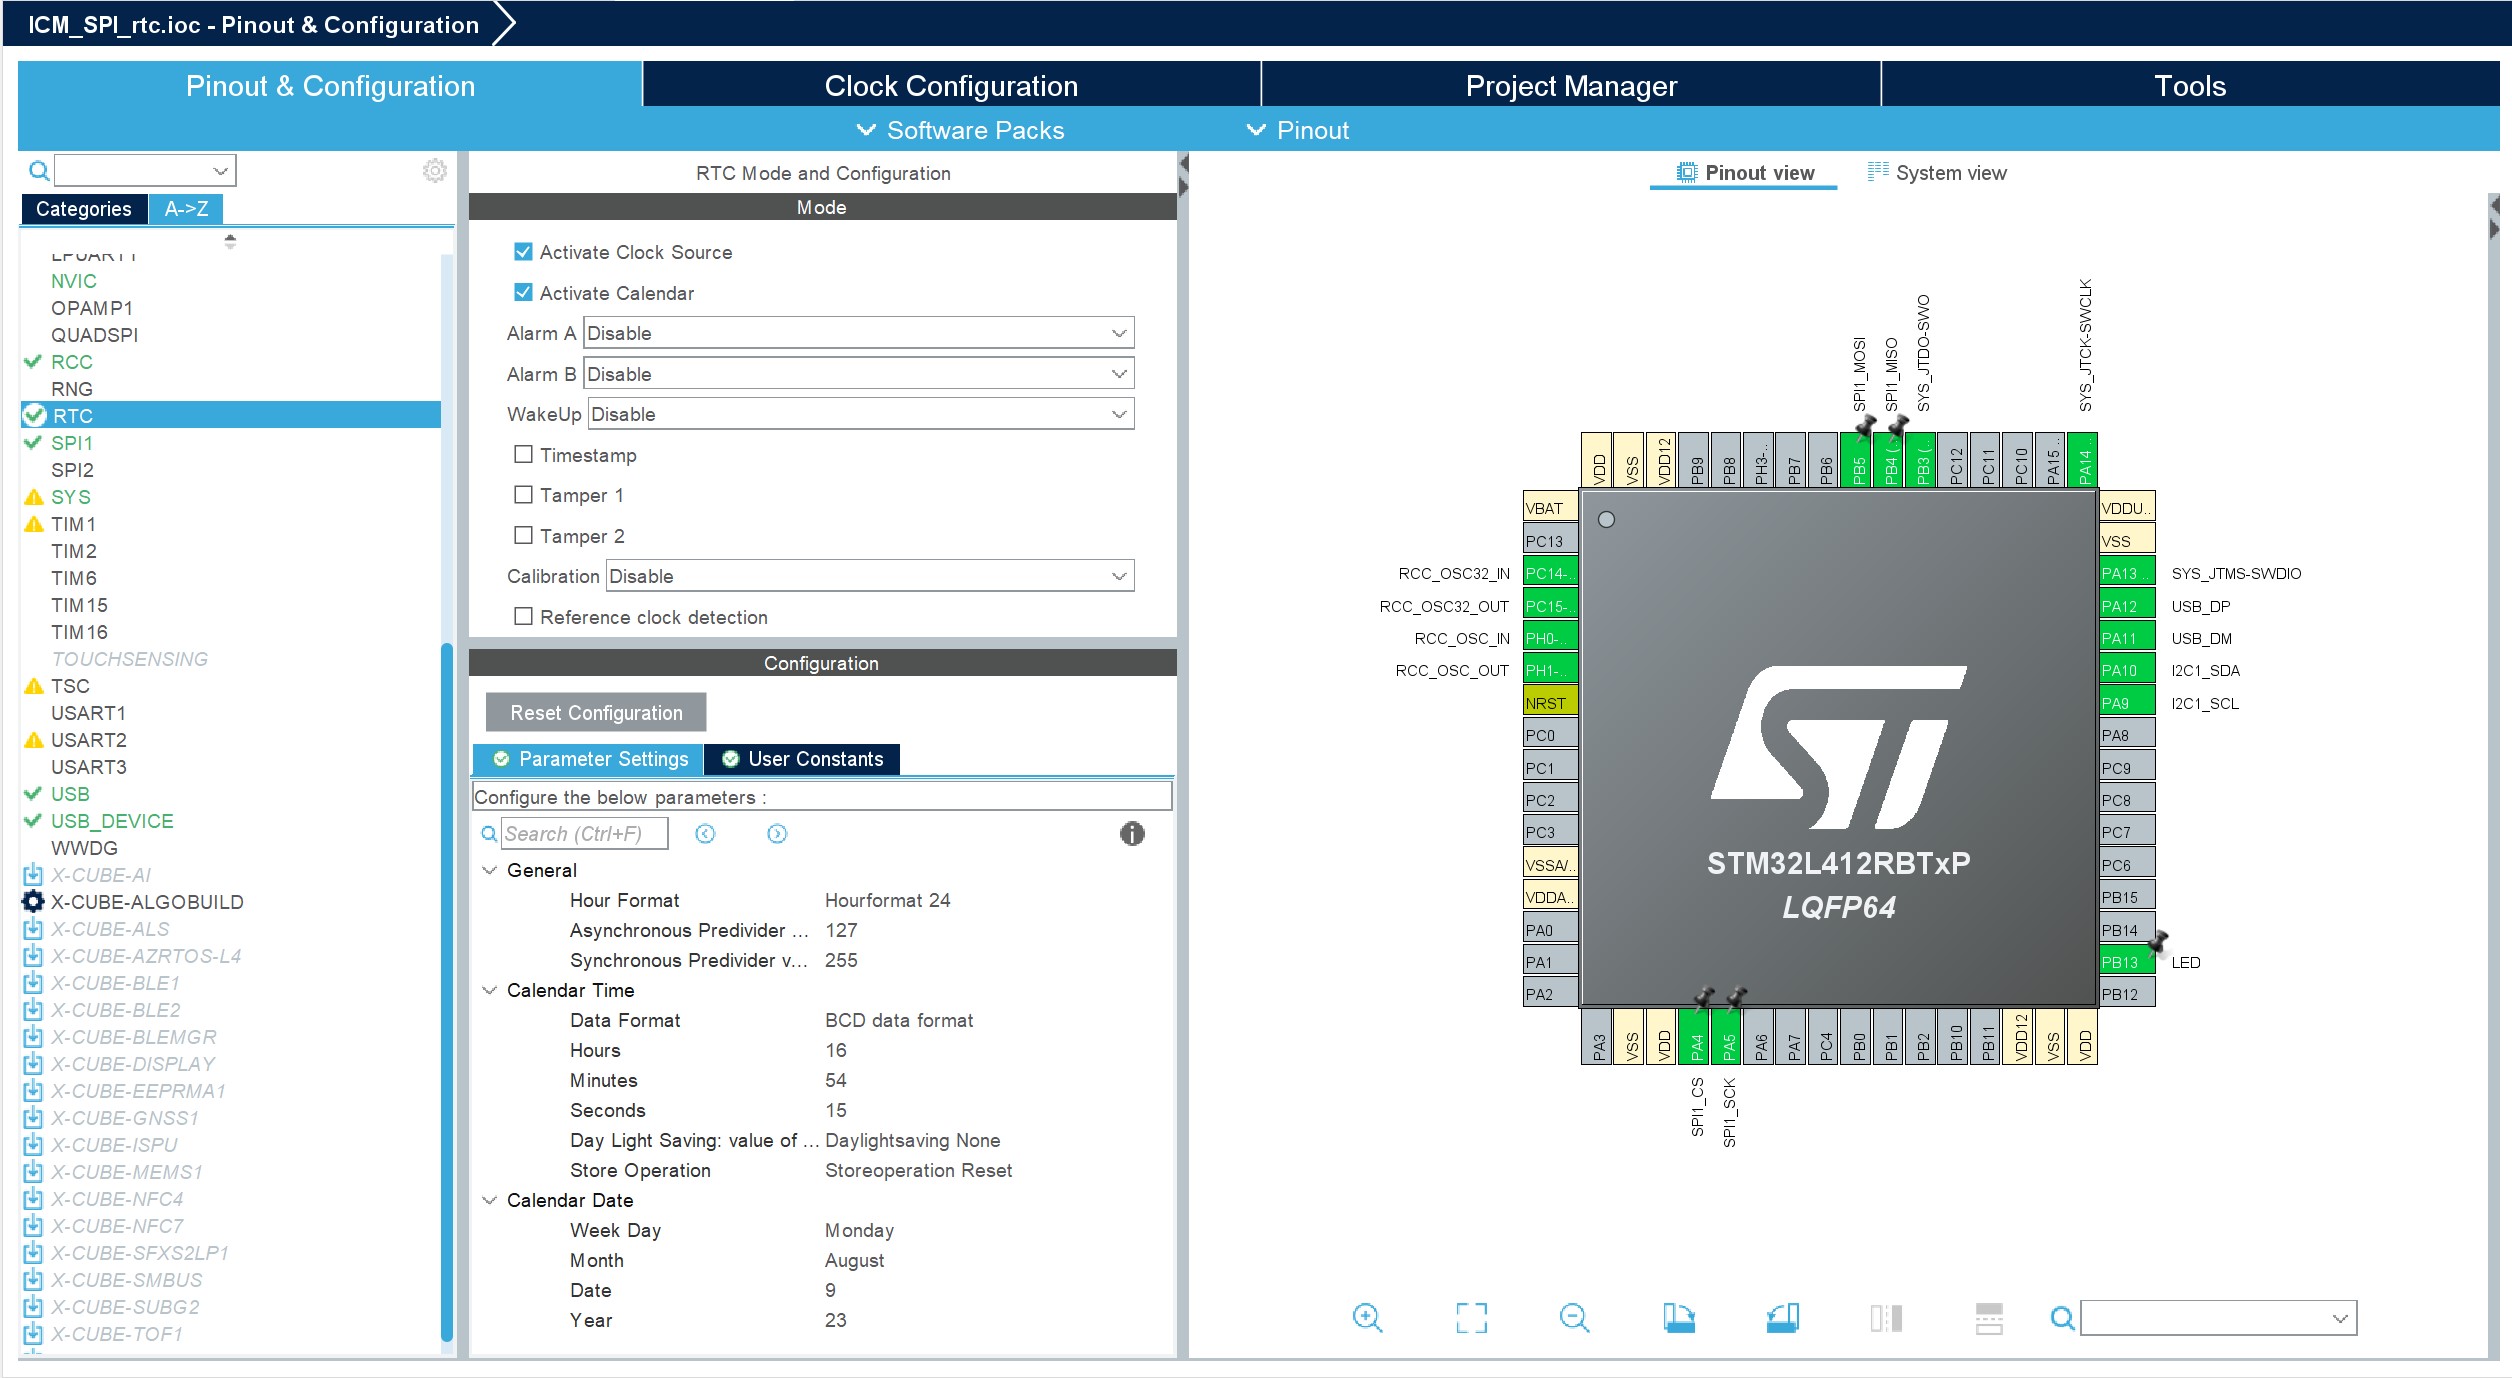 ICM_SPI_rtc.ioc - Pinout & Configuration
Pinout & Configuration
Clock Configuration
Project Manager
Tools
Software Packs
Pinout
Categories
A->Z
LPUART1
NVIC
OPAMP1
QUADSPI
RCC
RNG
RTC
SPI1
SPI2
SYS
TIM1
TIM2
TIM6
TIM15
TIM16
TOUCHSENSING
TSC
USART1
USART2
USART3
USB
USB_DEVICE
WWDG
X-CUBE-AI
X-CUBE-ALGOBUILD
X-CUBE-ALS
X-CUBE-AZRTOS-L4
X-CUBE-BLE1
X-CUBE-BLE2
X-CUBE-BLEMGR
X-CUBE-DISPLAY
X-CUBE-EEPRMA1
X-CUBE-GNSS1
X-CUBE-ISPU
X-CUBE-MEMS1
X-CUBE-NFC4
X-CUBE-NFC7
X-CUBE-SFXS2LP1
X-CUBE-SMBUS
X-CUBE-SUBG2
X-CUBE-TOF1
RTC Mode and Configuration
Mode
Activate Clock Source
Activate Calendar
Alarm A Disable
Alarm B Disable
WakeUp Disable
Timestamp
Tamper 1
Tamper 2
Calibration Disable
Reference clock detection
Configuration
Reset Configuration
Parameter Settings
User Constants
Configure the below parameters :
Search (Ctrl+F)
General
Hour Format Hourformat 24
Asynchronous Predivider ... 127
Synchronous Predivider v... 255
Calendar Time
Data Format BCD data format
Hours 16
Minutes 54
Seconds 15
Day Light Saving: value of ... Daylightsaving None
Store Operation Storeoperation Reset
Calendar Date
Week Day Monday
Month August
Date 9
Year 23
Pinout view
System view
SPI1_MOSI
SPI1_MISO
SYS_JTDO-SWO
SYS_JTCK-SWCLK
VDD
VSS
VDD12
PB9
PB8
PH3-..
PB7
PB6
PB5
PB4 (..
PB3 (..
PC12
PC11
PC10
PA15 ..
PA14 ..
VBAT
PC13
RCC_OSC32_IN PC14-..
RCC_OSC32_OUT PC15-..
RCC_OSC_IN PH0-..
RCC_OSC_OUT PH1-..
NRST
PC0
PC1
PC2
PC3
VSSA/..
VDDA..
PA0
PA1
PA2
STM32L412RBTxP
LQFP64
VDDU..
VSS
PA13 .. SYS_JTMS-SWDIO
PA12 USB_DP
PA11 USB_DM
PA10 I2C1_SDA
PA9 I2C1_SCL
PA8
PC9
PC8
PC7
PC6
PB15
PB14
PB13 LED
PB12
PA3
VSS
VDD
PA4
PA5
PA6
PA7
PC4
PB0
PB1
PB2
PB10
PB11
VDD12
VSS
VDD
SPI1_CS
SPI1_SCK